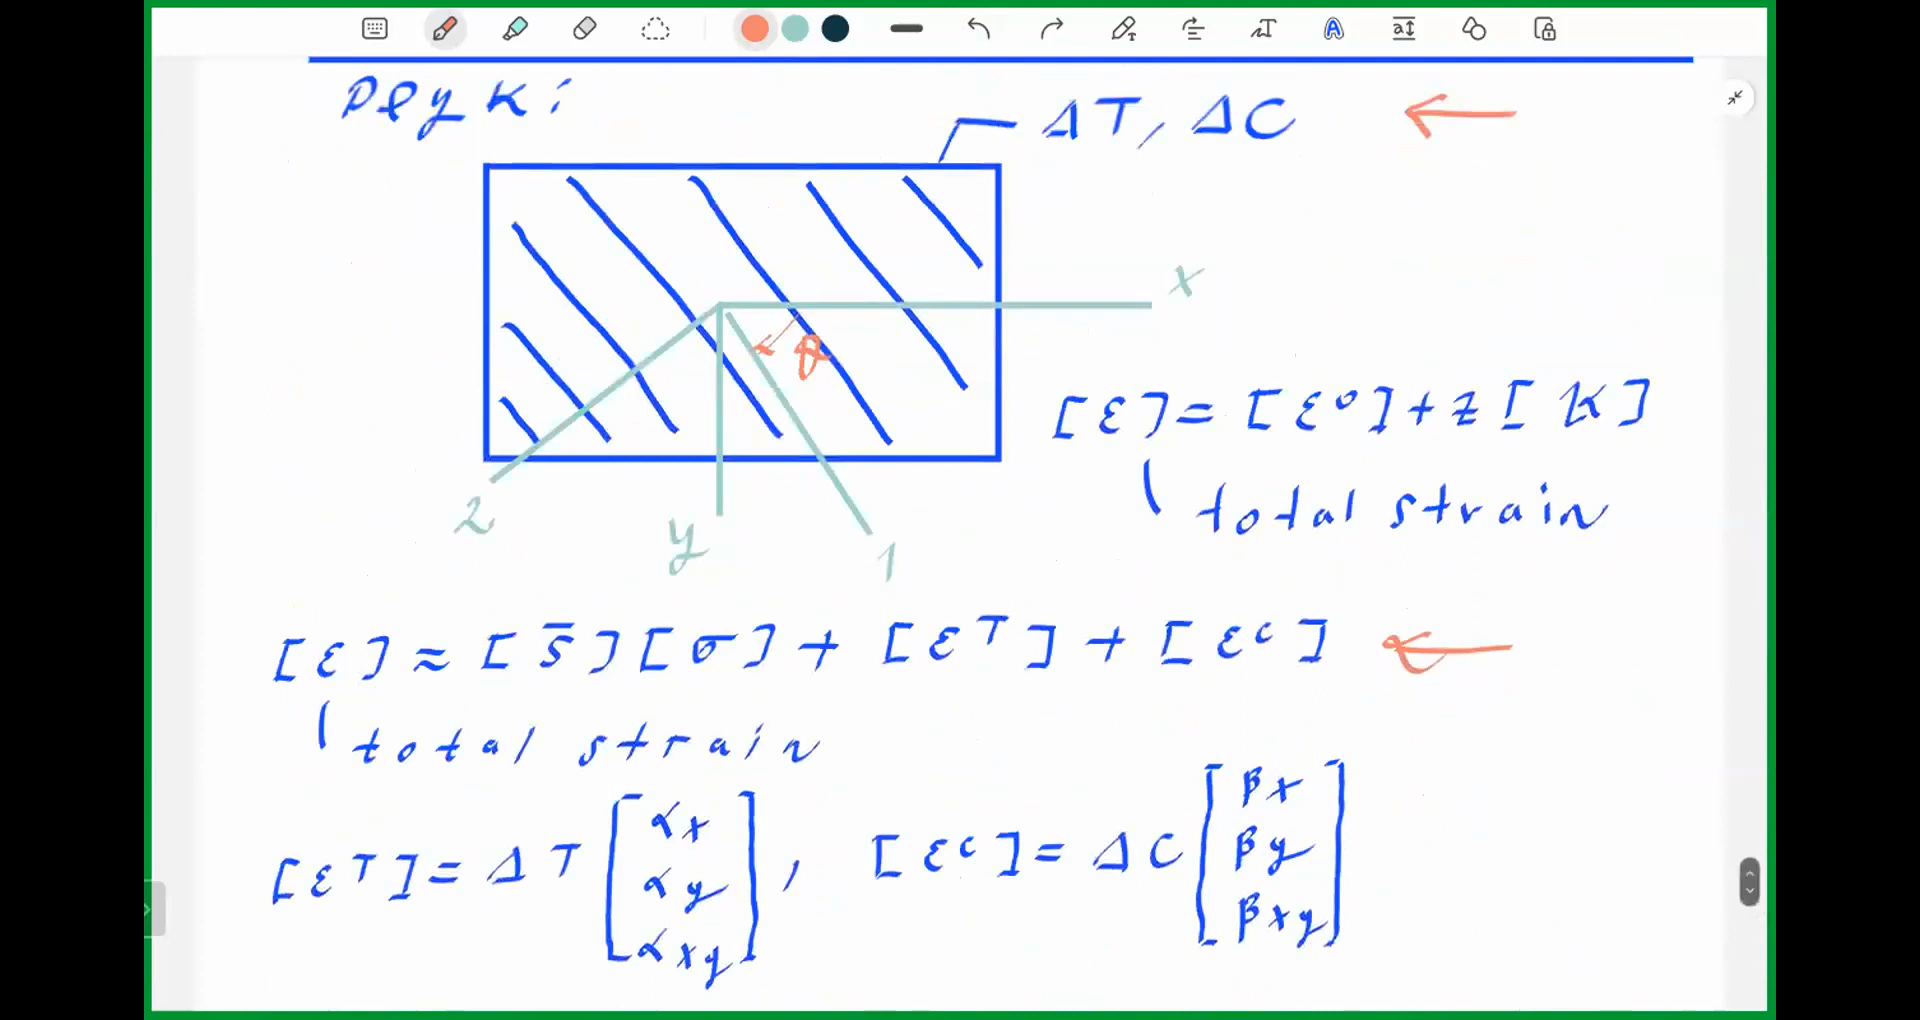 Ply k:
ΔT, ΔC
x
θ
[ε] = [ε⁰] + z [K]
total strain
2
y
1
[ε] ≈ [S̄][σ] + [εᵀ] + [εᶜ]
total strain
[εᵀ] = ΔT [αx αy αxy], [εᶜ] = ΔC [βx βy βxy]